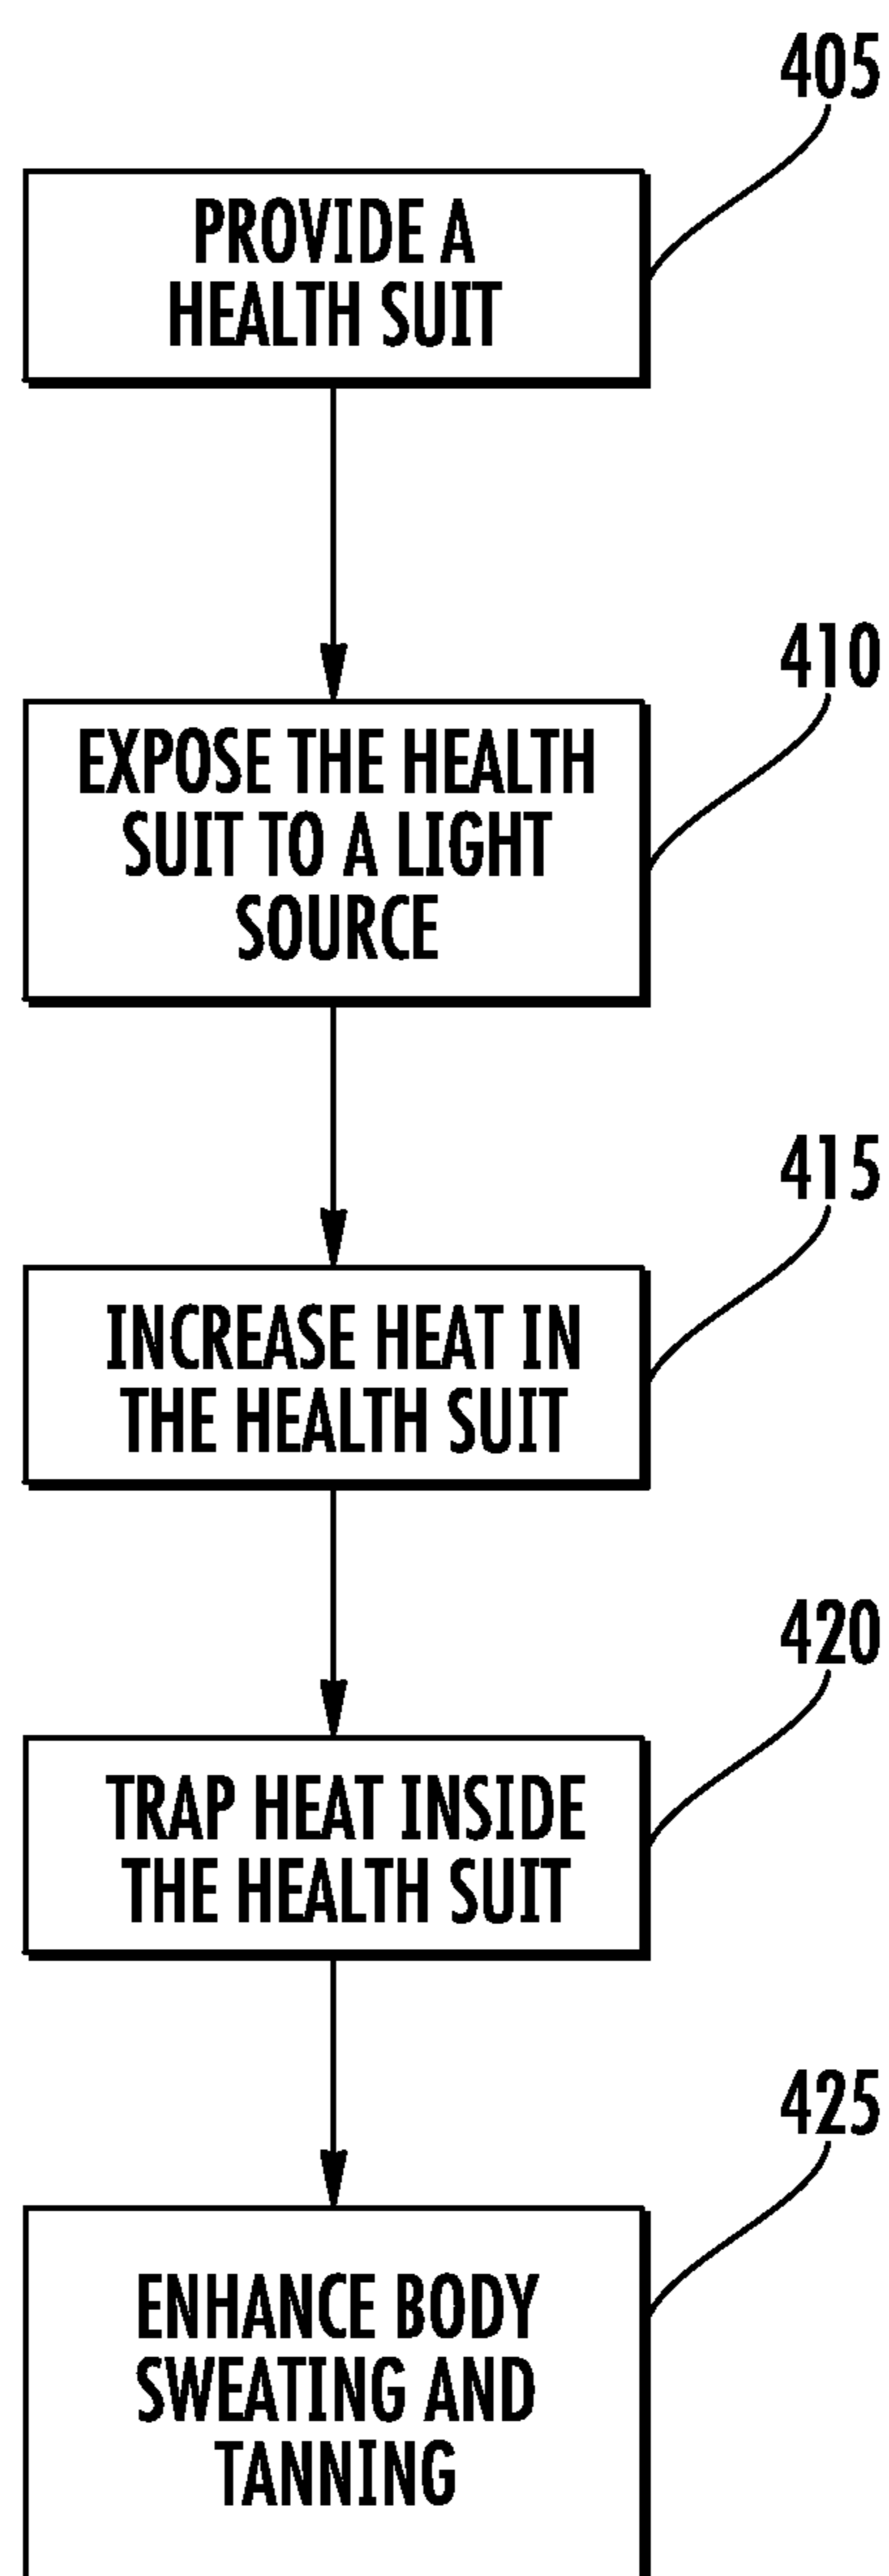 405
PROVIDE A
HEALTH SUIT
410
EXPOSE THE HEALTH
SUIT TO A LIGHT
SOURCE
415
INCREASE HEAT IN
THE HEALTH SUIT
420
TRAP HEAT INSIDE
THE HEALTH SUIT
425
ENHANCE BODY
SWEATING AND
TANNING